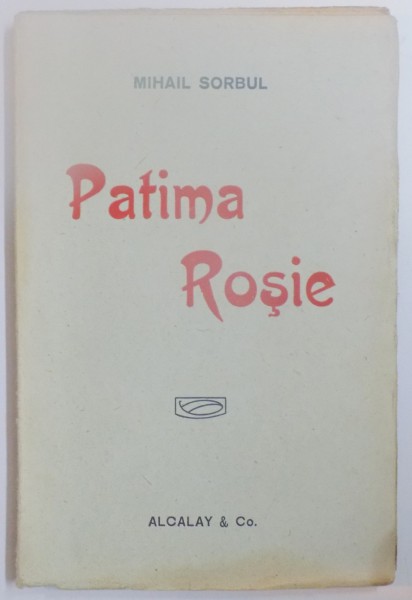 MIHAIL SORBUL
Patima
Roşie
ALCALAY & Co.